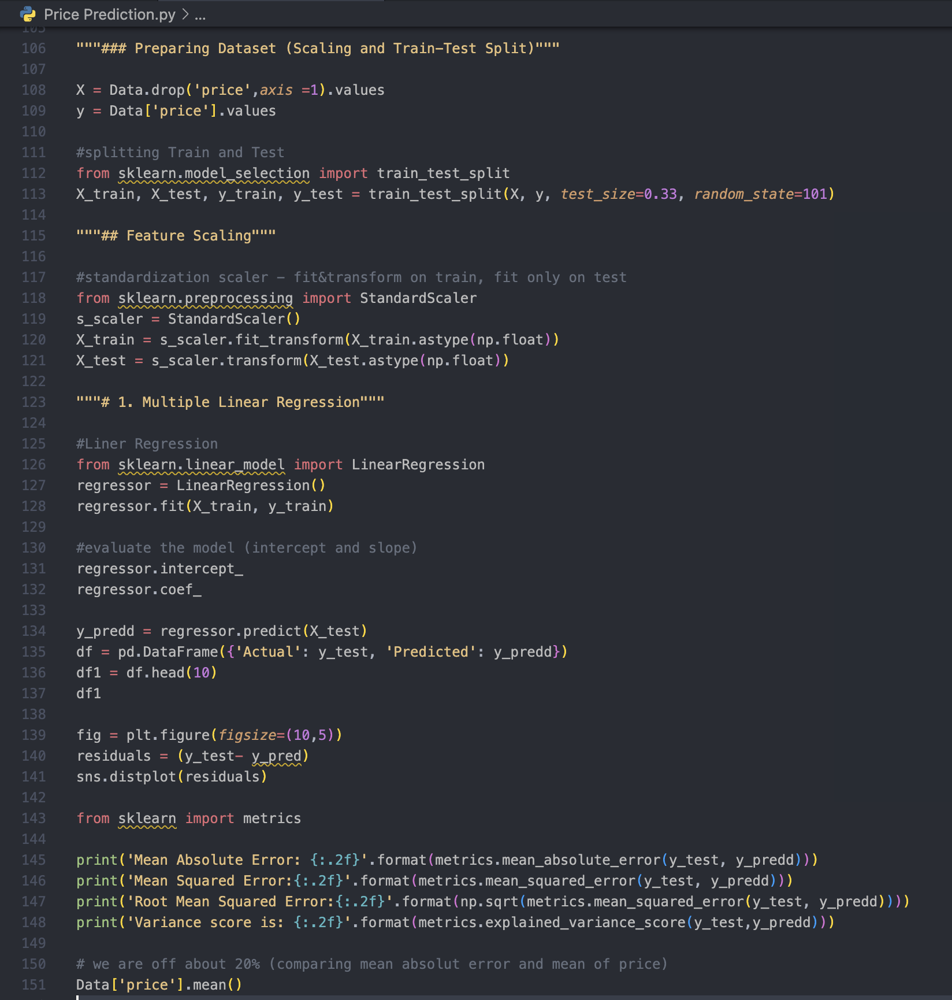 Price Prediction.py > ...
105
106 """### Preparing Dataset (Scaling and Train-Test Split)"""
107
108 X = Data.drop('price',axis =1).values
109 y = Data['price'].values
110
111 #splitting Train and Test
112 from sklearn.model_selection import train_test_split
113 X_train, X_test, y_train, y_test = train_test_split(X, y, test_size=0.33, random_state=101)
114
115 """## Feature Scaling"""
116
117 #standardization scaler - fit&transform on train, fit only on test
118 from sklearn.preprocessing import StandardScaler
119 s_scaler = StandardScaler()
120 X_train = s_scaler.fit_transform(X_train.astype(np.float))
121 X_test = s_scaler.transform(X_test.astype(np.float))
122
123 """# 1. Multiple Linear Regression"""
124
125 #Liner Regression
126 from sklearn.linear_model import LinearRegression
127 regressor = LinearRegression()
128 regressor.fit(X_train, y_train)
129
130 #evaluate the model (intercept and slope)
131 regressor.intercept_
132 regressor.coef_
133
134 y_predd = regressor.predict(X_test)
135 df = pd.DataFrame({'Actual': y_test, 'Predicted': y_predd})
136 df1 = df.head(10)
137 df1
138
139 fig = plt.figure(figsize=(10,5))
140 residuals = (y_test- y_pred)
141 sns.distplot(residuals)
142
143 from sklearn import metrics
144
145 print('Mean Absolute Error: {:.2f}'.format(metrics.mean_absolute_error(y_test, y_predd)))
146 print('Mean Squared Error:{:.2f}'.format(metrics.mean_squared_error(y_test, y_predd)))
147 print('Root Mean Squared Error:{:.2f}'.format(np.sqrt(metrics.mean_squared_error(y_test, y_predd))))
148 print('Variance score is: {:.2f}'.format(metrics.explained_variance_score(y_test,y_predd)))
149
150 # we are off about 20% (comparing mean absolut error and mean of price)
151 Data['price'].mean()